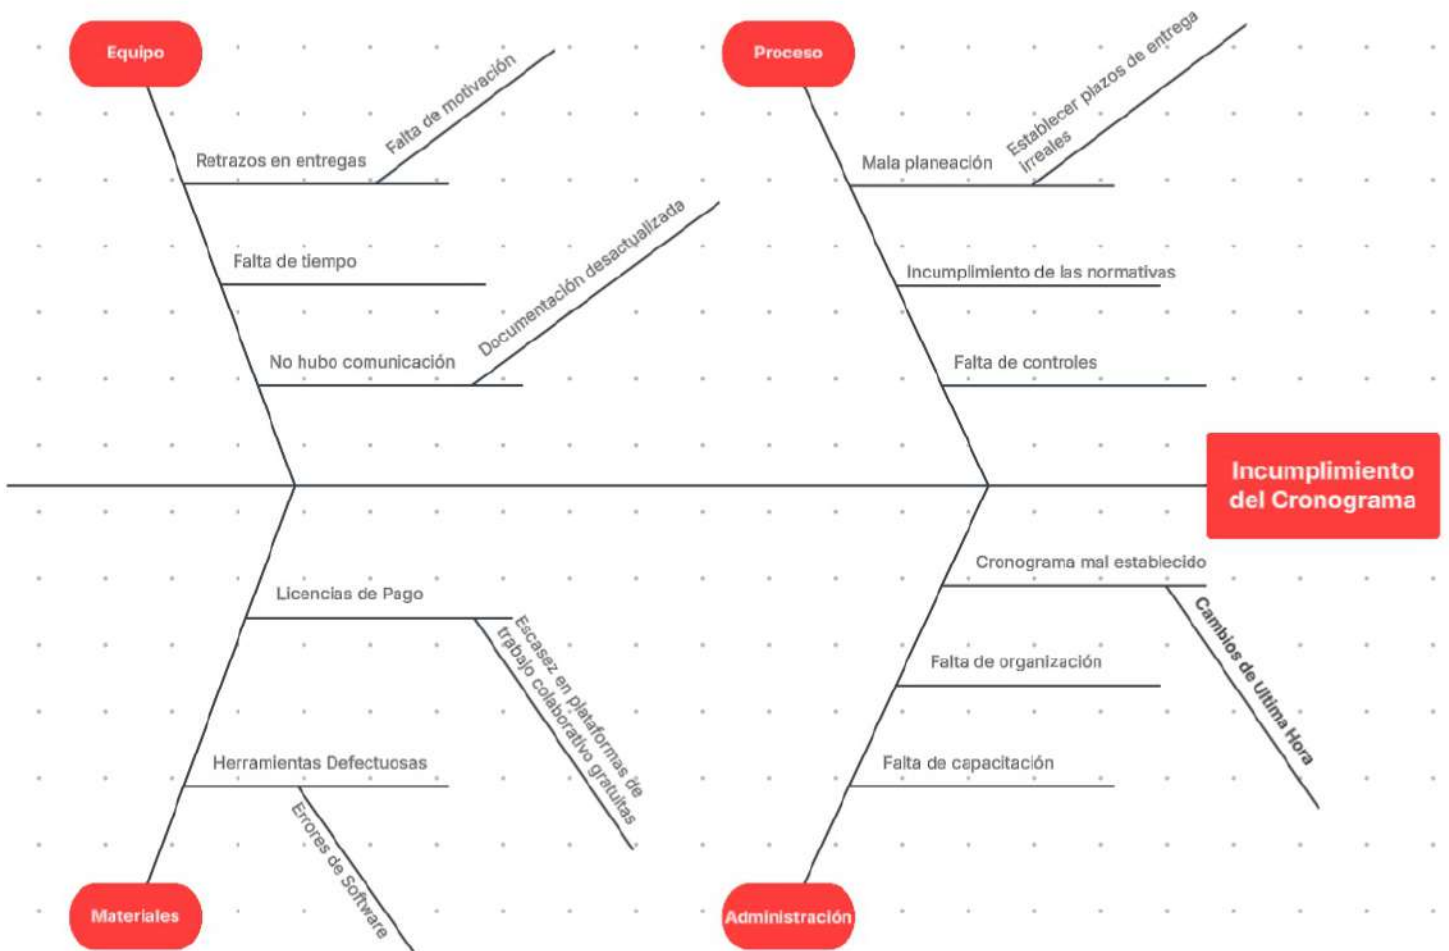 Equipo
Falta de motivación
Retrazos en entregas
Falta de tiempo
Documentación desactualizada
No hubo comunicación
Proceso
Establecer plazos de entrega
irreales
Mala planeación
Incumplimiento de las normativas
Falta de controles
Incumplimiento
del Cronograma
Licencias de Pago
Escasez en plataformas de
trabajo colaborativo gratuitas
Herramientas Defectuosas
Errores de Software
Materiales
Cronograma mal establecido
Cambios de Ultima Hora
Falta de organización
Falta de capacitación
Administración